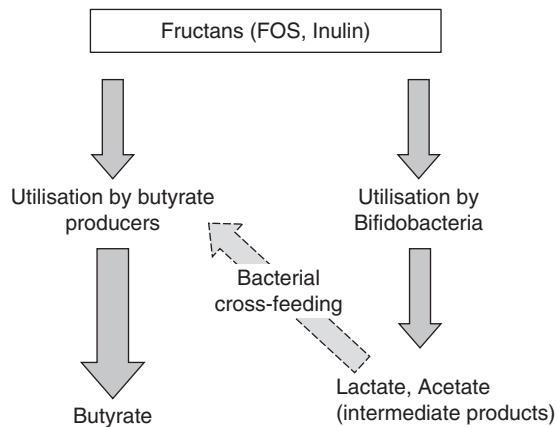 Fructans (FOS, Inulin)
Utilisation by butyrate
producers
Utilisation by
Bifidobacteria
Bacterial
cross-feeding
Butyrate
Lactate, Acetate
(intermediate products)